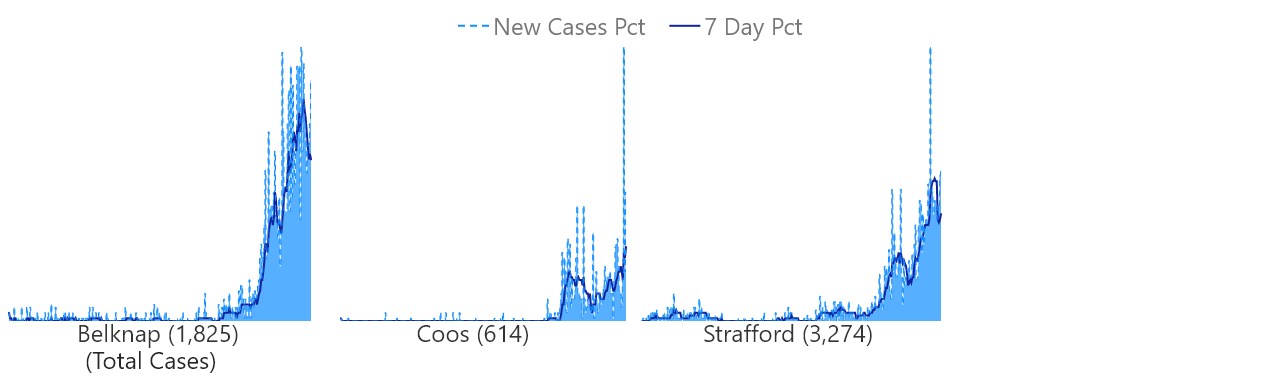 New Cases Pct 7 Day Pct
Belknap (1,825) Coos (614) Strafford (3,274)
(Total Cases)